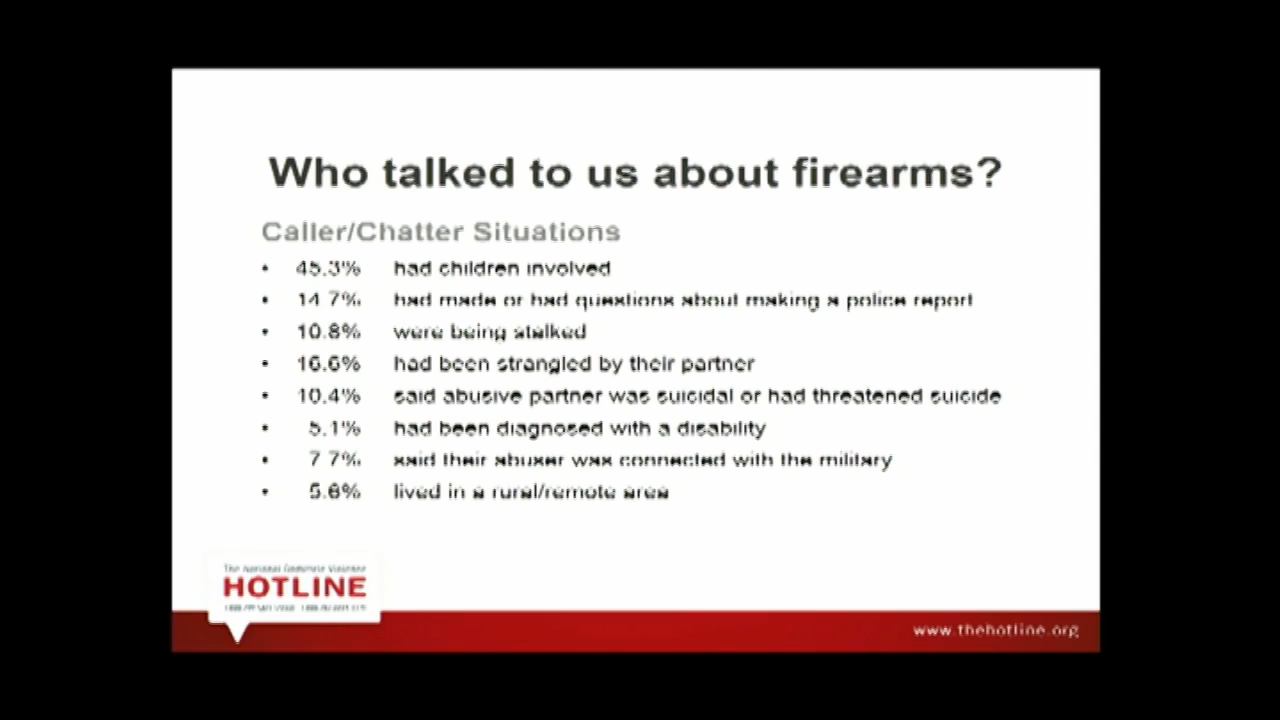 Who talked to us about firearms?
Caller/Chatter Situations
• 45.3% had children involved
• 14.7% had made or had questions about making a police report
• 10.8% were being stalked
• 16.6% had been strangled by their partner
• 10.4% said abusive partner was suicidal or had threatened suicide
• 5.1% had been diagnosed with a disability
• 7.7% said their abuser was connected with the military
• 5.6% lived in a rural/remote area
The National Domestic Violence
HOTLINE
www.thehotline.org